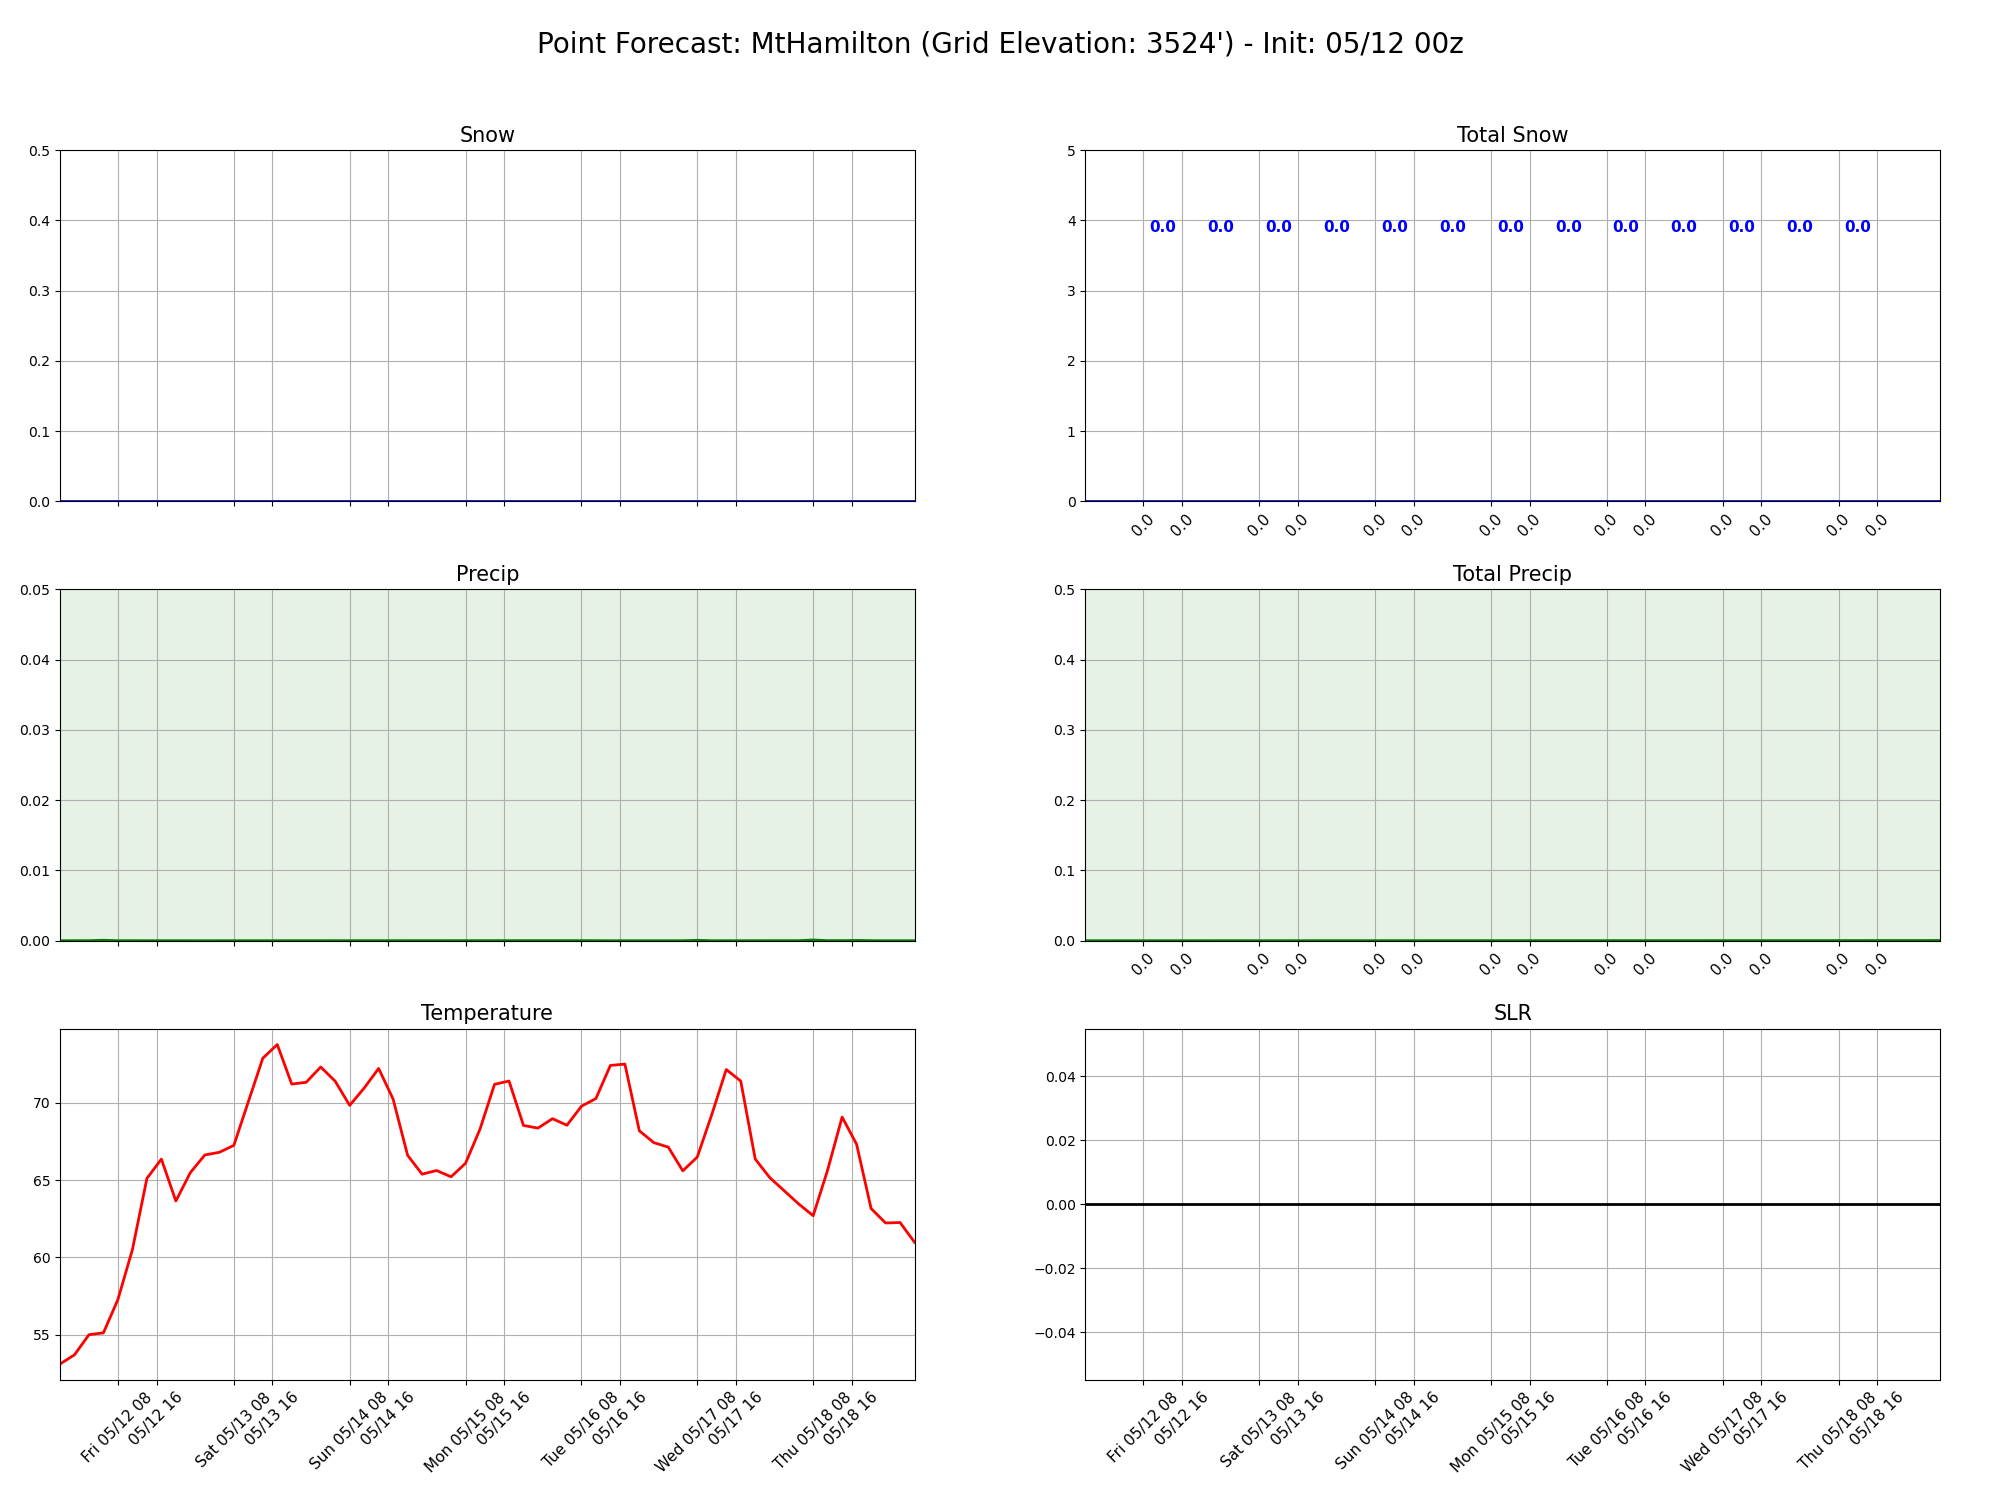 Point Forecast: MtHamilton (Grid Elevation: 3524') - Init: 05/12 00z
Snow
0.5
0.4
0.3
0.2
0.1
0.0
Total Snow
5
4
3
2
1
0
0.0 0.0 0.0 0.0 0.0 0.0 0.0 0.0 0.0 0.0 0.0 0.0 0.0
0.0 0.0 0.0 0.0 0.0 0.0 0.0 0.0 0.0 0.0 0.0 0.0 0.0 0.0
Precip
0.05
0.04
0.03
0.02
0.01
0.00
Total Precip
0.5
0.4
0.3
0.2
0.1
0.0
0.0 0.0 0.0 0.0 0.0 0.0 0.0 0.0 0.0 0.0 0.0 0.0 0.0 0.0
Temperature
70
65
60
55
Fri 05/12 08
05/12 16
Sat 05/13 08
05/13 16
Sun 05/14 08
05/14 16
Mon 05/15 08
05/15 16
Tue 05/16 08
05/16 16
Wed 05/17 08
05/17 16
Thu 05/18 08
05/18 16
SLR
0.04
0.02
0.00
−0.02
−0.04
Fri 05/12 08
05/12 16
Sat 05/13 08
05/13 16
Sun 05/14 08
05/14 16
Mon 05/15 08
05/15 16
Tue 05/16 08
05/16 16
Wed 05/17 08
05/17 16
Thu 05/18 08
05/18 16